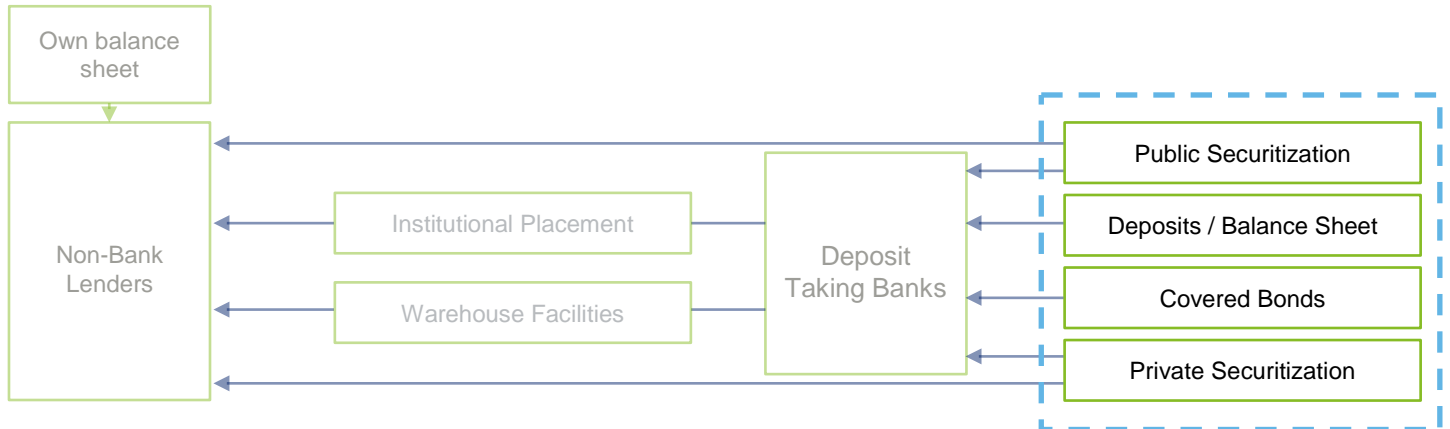 Own balance
sheet
Non-Bank
Lenders
Institutional Placement
Warehouse Facilities
Deposit
Taking Banks
Public Securitization
Deposits / Balance Sheet
Covered Bonds
Private Securitization